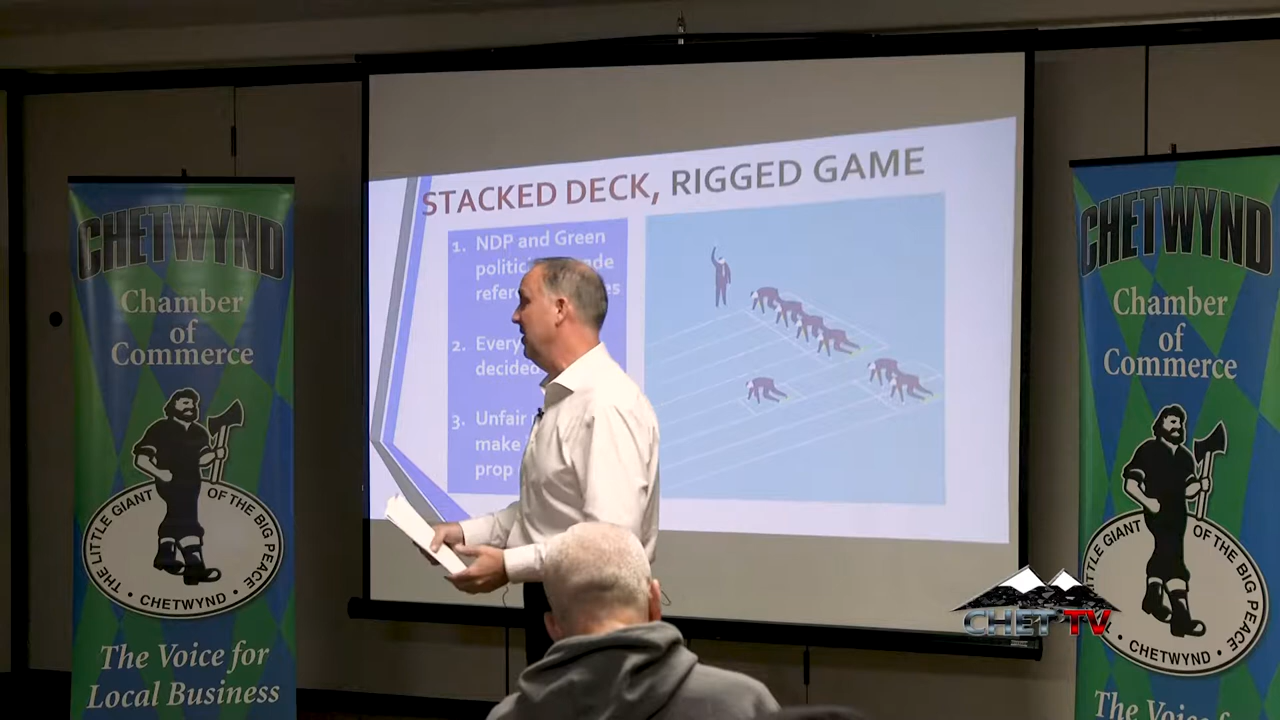 STACKED DECK, RIGGED GAME
1. NDP and Green
2. Every
decided
3. Unfair
make
prop
CHETWYND
Chamber
of
Commerce
THE LITTLE GIANT OF THE BIG PEACE
• CHETWYND •
The Voice for
Local Business
CHETWYND
Chamber
of
Commerce
LITTLE GIANT OF THE BIG PEACE
• CHETWYND •
The Voice
CHET TV